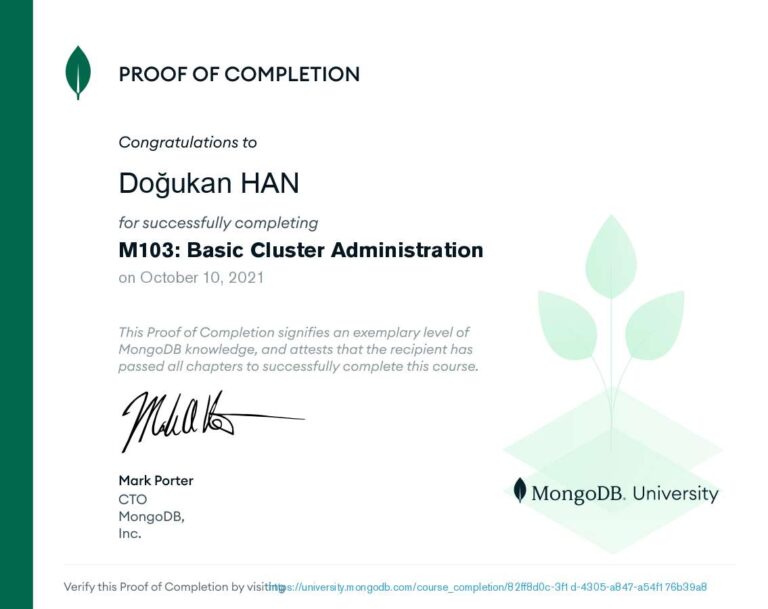 PROOF OF COMPLETION
Congratulations to
Doğukan HAN
for successfully completing
M103: Basic Cluster Administration
on October 10, 2021
This Proof of Completion signifies an exemplary level of
MongoDB knowledge, and attests that the recipient has
passed all chapters to successfully complete this course.
Mark Porter
CTO
MongoDB,
Inc.
MongoDB. University
Verify this Proof of Completion by visiting https://university.mongodb.com/course_completion/82ff8d0c-3f1d-4305-a847-a54f176b39a8